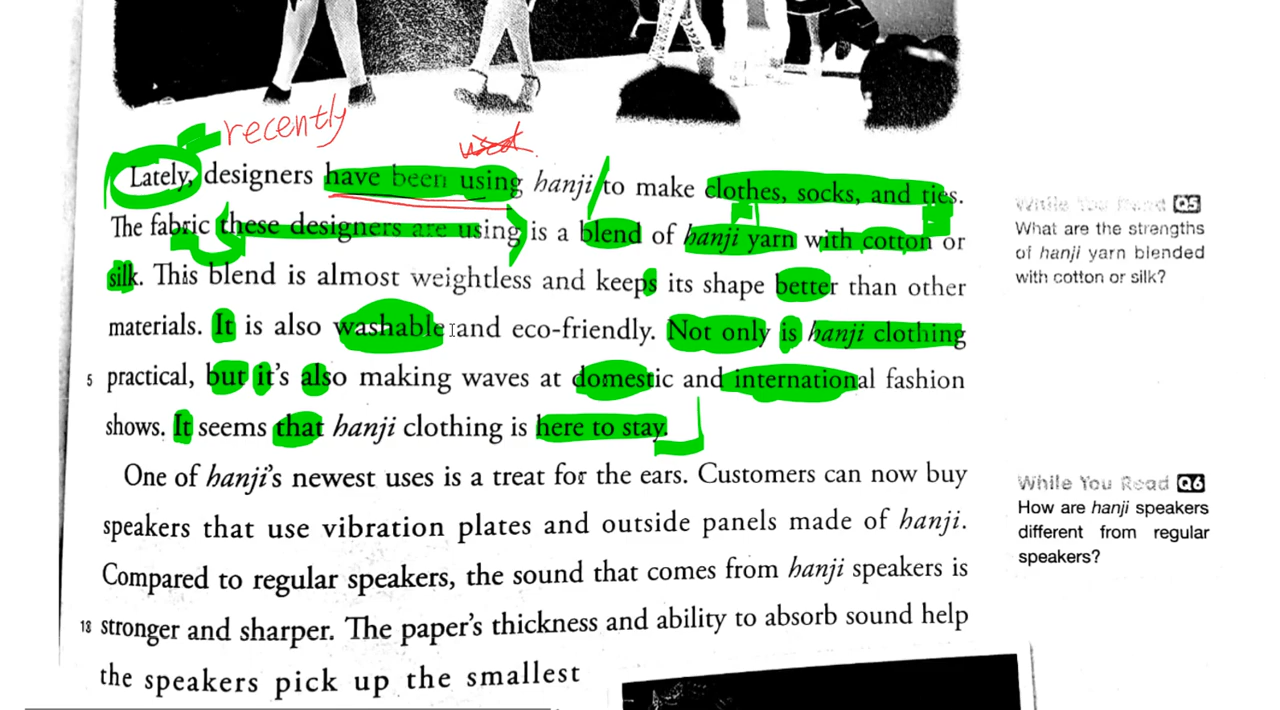 recently
Lately, designers have been using hanji to make clothes, socks, and ties.
The fabric these designers are using is a blend of hanji yarn with cotton or
silk. This blend is almost weightless and keeps its shape better than other
materials. It is also washable and eco-friendly. Not only is hanji clothing
5 practical, but it's also making waves at domestic and international fashion
shows. It seems that hanji clothing is here to stay.
One of hanji's newest uses is a treat for the ears. Customers can now buy
speakers that use vibration plates and outside panels made of hanji.
Compared to regular speakers, the sound that comes from hanji speakers is
stronger and sharper. The paper's thickness and ability to absorb sound help
the speakers pick up the smallest
While You Read Q5
What are the strengths
of hanji yarn blended
with cotton or silk?
While You Read Q6
How are hanji speakers
different from regular
speakers?